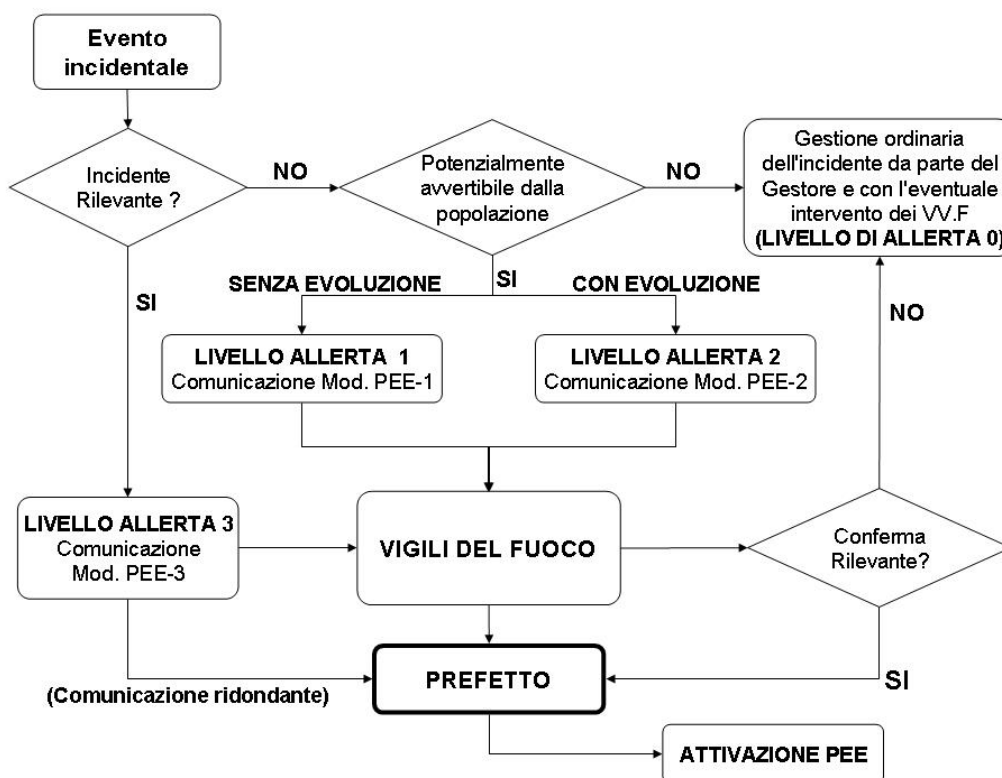 Evento
incidentale
Incidente
Rilevante ?
NO
Potenzialmente
avvertibile dalla
popolazione
NO
Gestione ordinaria
dell'incidente da parte del
Gestore e con l'eventuale
intervento dei VV.F
(LIVELLO DI ALLERTA 0)
SI
SENZA EVOLUZIONE
SI
CON EVOLUZIONE
NO
LIVELLO ALLERTA 1
Comunicazione Mod. PEE-1
LIVELLO ALLERTA 2
Comunicazione Mod. PEE-2
LIVELLO ALLERTA 3
Comunicazione
Mod. PEE-3
VIGILI DEL FUOCO
Conferma
Rilevante?
(Comunicazione ridondante)
PREFETTO
SI
ATTIVAZIONE PEE